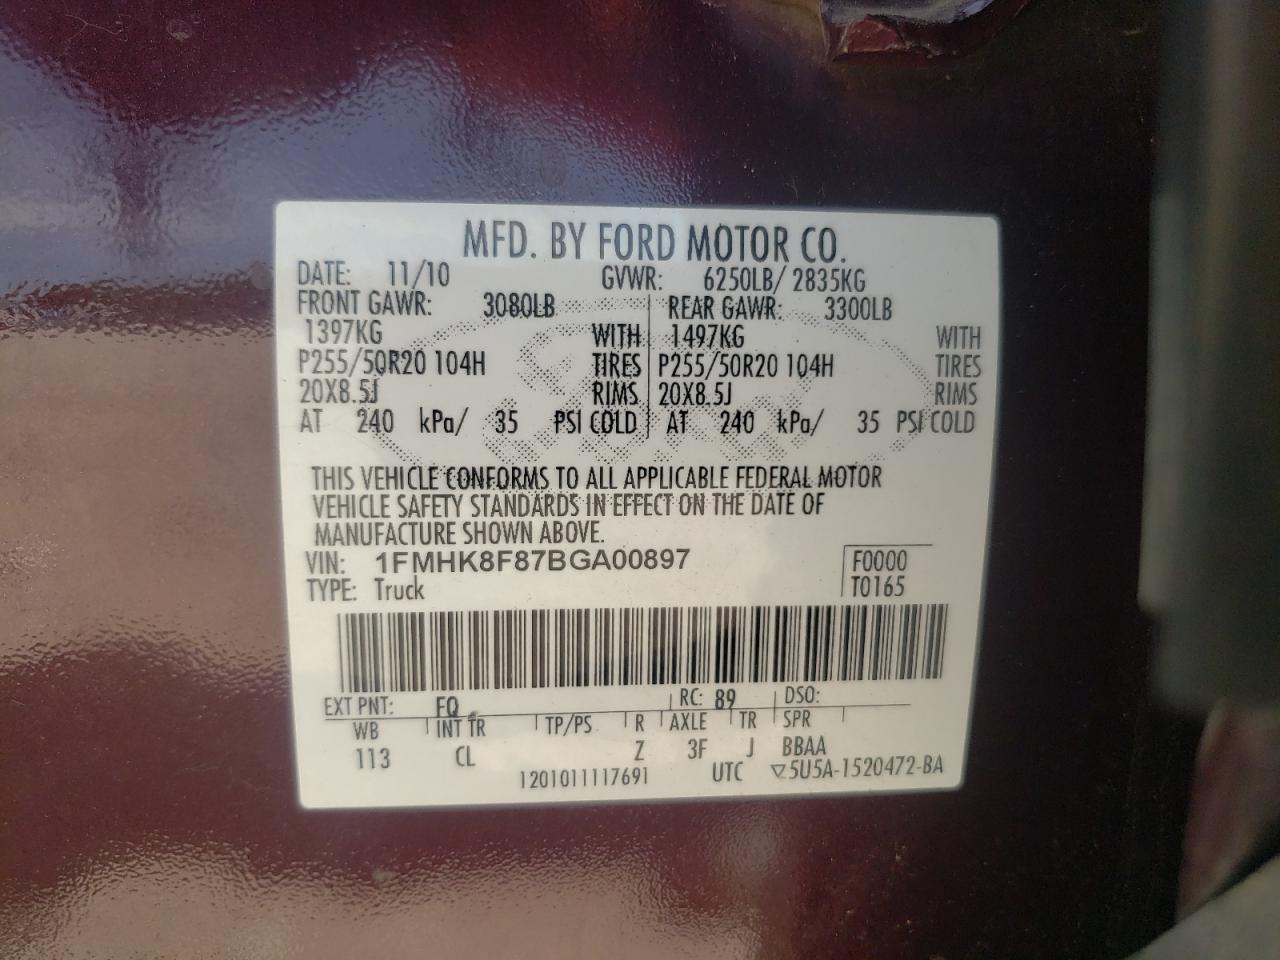 MFD. BY FORD MOTOR CO.
DATE: 11/10 GVWR: 6250LB/ 2835KG
FRONT GAWR: 3080LB REAR GAWR: 3300LB
1397KG WITH 1497KG WITH
P255/50R20 104H TIRES P255/50R20 104H TIRES
20X8.5J RIMS 20X8.5J RIMS
AT 240 kPa/ 35 PSI COLD AT 240 kPa/ 35 PSI COLD
THIS VEHICLE CONFORMS TO ALL APPLICABLE FEDERAL MOTOR
VEHICLE SAFETY STANDARDS IN EFFECT ON THE DATE OF
MANUFACTURE SHOWN ABOVE.
VIN: 1FMHK8F87BGA00897 F0000
TYPE: Truck T0165
EXT PNT: FQ RC: 89 DSO:
WB INT TR TP/PS R AXLE TR SPR
113 CL Z 3F J BBAA
1201011117691 UTC ▽5U5A-1520472-BA